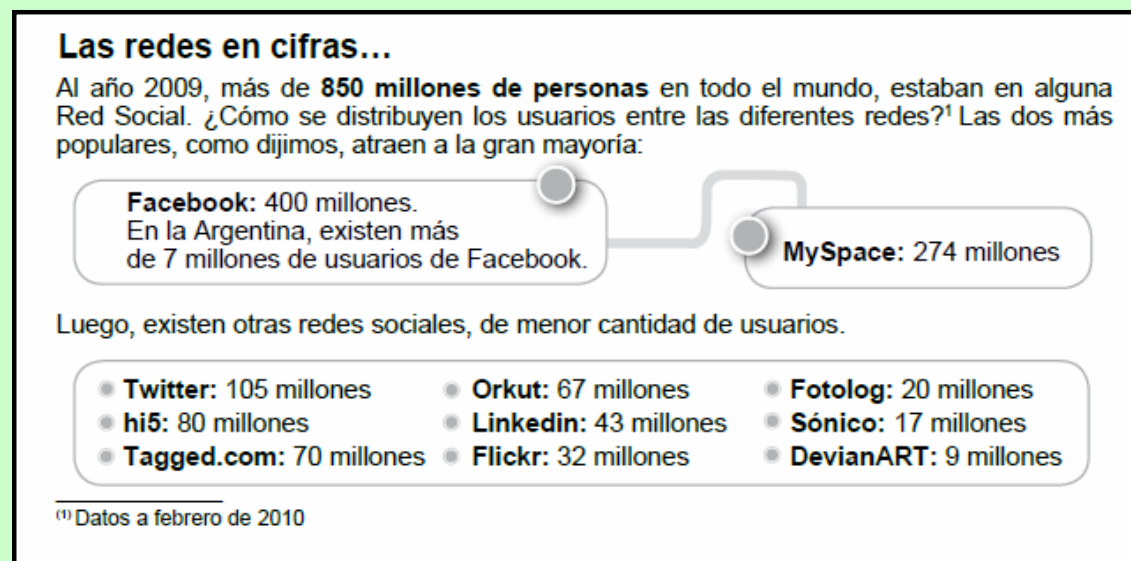 Las redes en cifras…
Al año 2009, más de 850 millones de personas en todo el mundo, estaban en alguna
Red Social. ¿Cómo se distribuyen los usuarios entre las diferentes redes?¹ Las dos más
populares, como dijimos, atraen a la gran mayoría:
Facebook: 400 millones.
En la Argentina, existen más
de 7 millones de usuarios de Facebook.
MySpace: 274 millones
Luego, existen otras redes sociales, de menor cantidad de usuarios.
Twitter: 105 millones
hi5: 80 millones
Tagged.com: 70 millones
Orkut: 67 millones
Linkedin: 43 millones
Flickr: 32 millones
Fotolog: 20 millones
Sónico: 17 millones
DevianART: 9 millones
(1) Datos a febrero de 2010